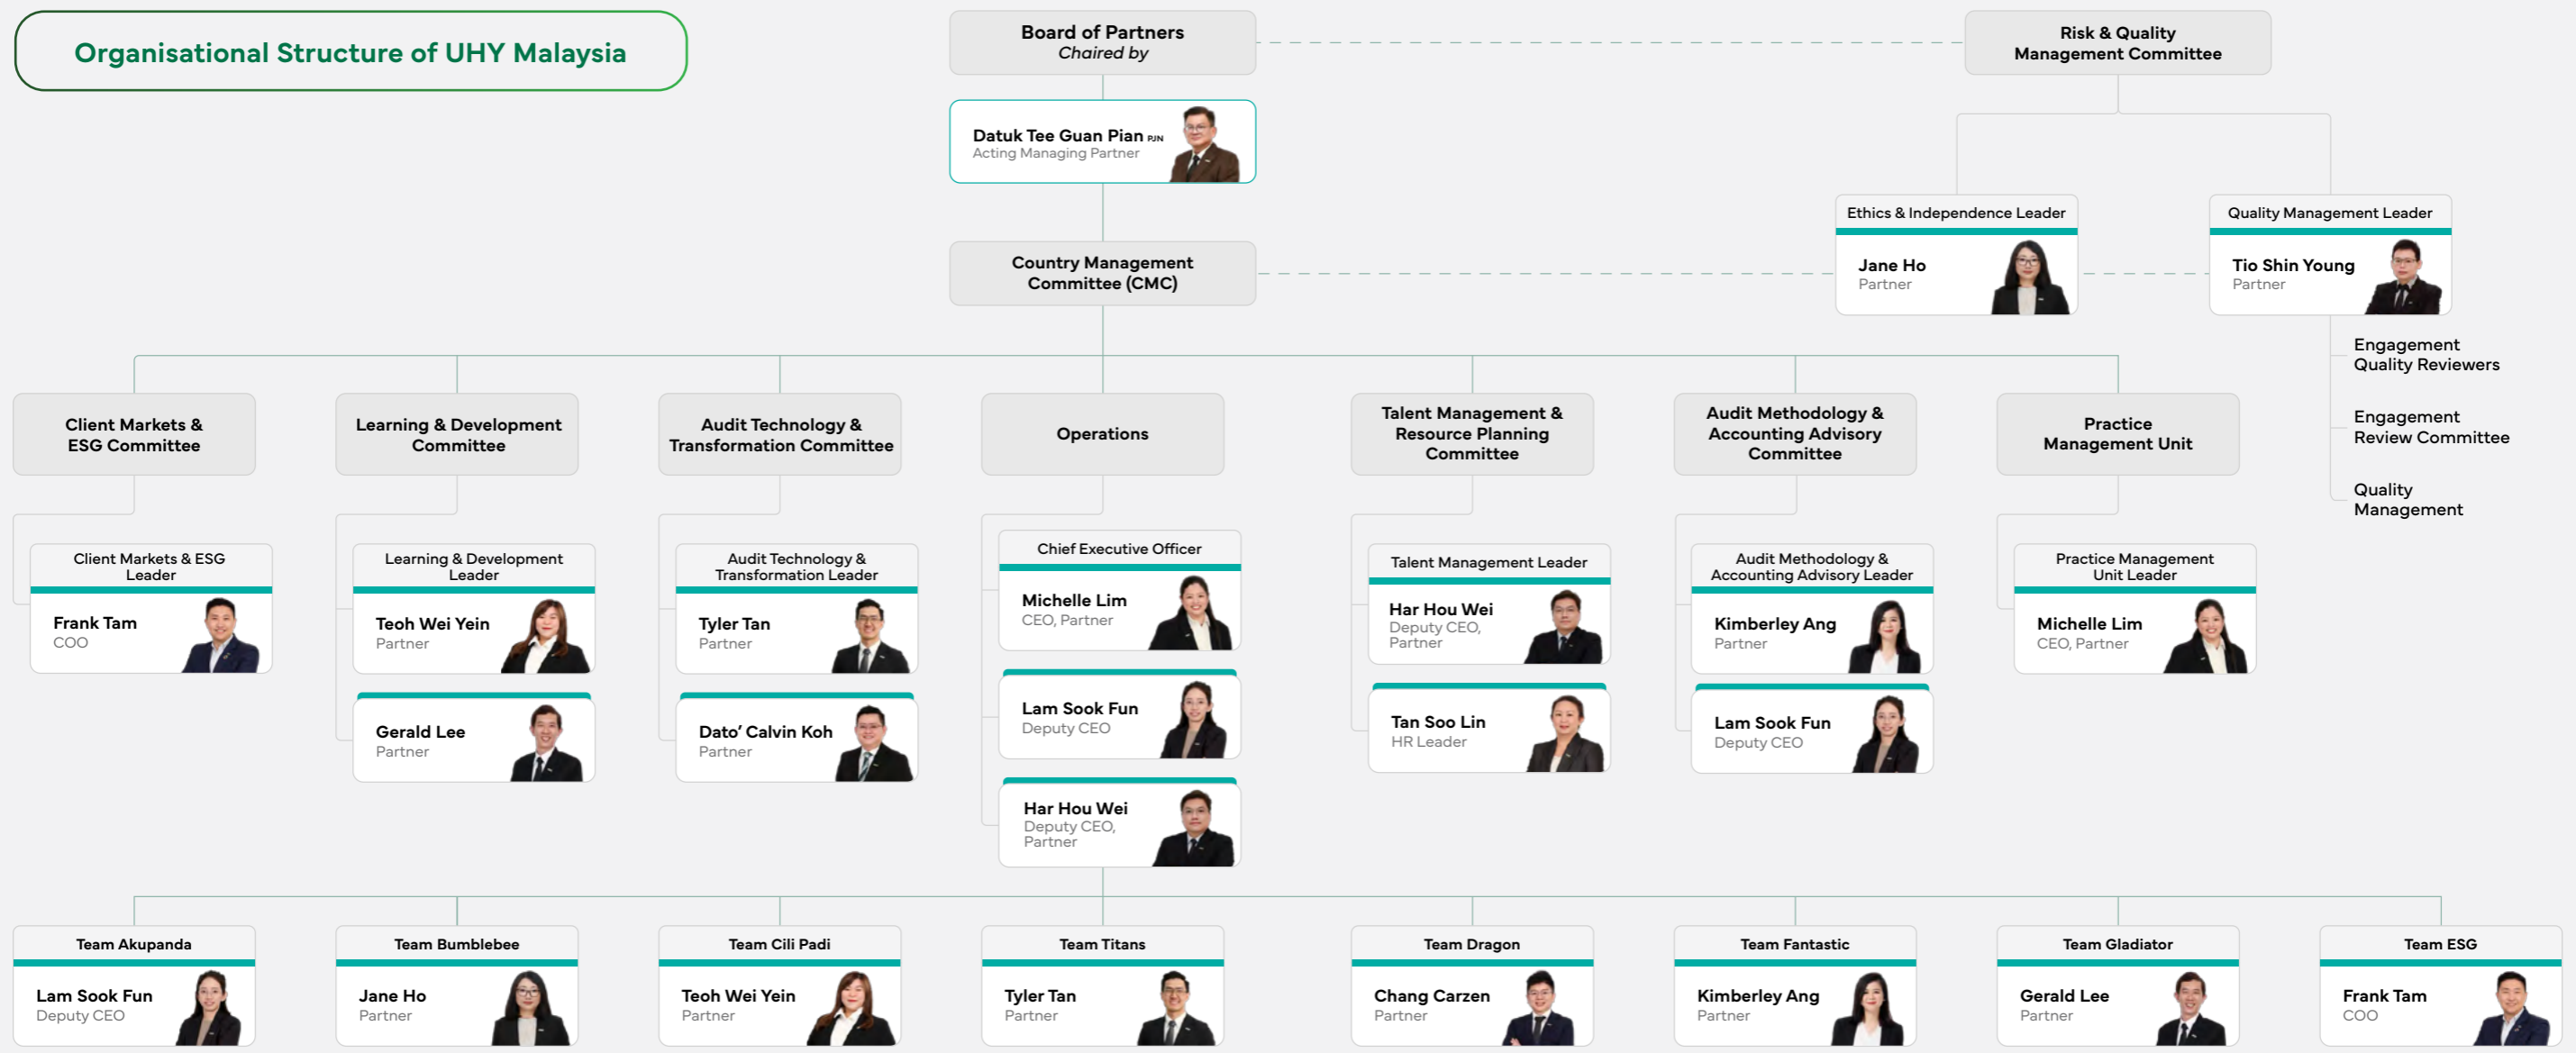 Organisational Structure of UHY Malaysia
Board of Partners
Chaired by
Risk & Quality
Management Committee
Datuk Tee Guan Pian PJN
Acting Managing Partner
Country Management
Committee (CMC)
Ethics & Independence Leader
Jane Ho
Partner
Quality Management Leader
Tio Shin Young
Partner
Engagement
Quality Reviewers
Engagement
Review Committee
Quality
Management
Client Markets &
ESG Committee
Learning & Development
Committee
Audit Technology &
Transformation Committee
Operations
Talent Management &
Resource Planning
Committee
Audit Methodology &
Accounting Advisory
Committee
Practice
Management Unit
Client Markets & ESG
Leader
Frank Tam
COO
Learning & Development
Leader
Teoh Wei Yein
Partner
Gerald Lee
Partner
Audit Technology &
Transformation Leader
Tyler Tan
Partner
Dato’ Calvin Koh
Partner
Chief Executive Officer
Michelle Lim
CEO, Partner
Lam Sook Fun
Deputy CEO
Har Hou Wei
Deputy CEO,
Partner
Talent Management Leader
Har Hou Wei
Deputy CEO,
Partner
Tan Soo Lin
HR Leader
Audit Methodology &
Accounting Advisory Leader
Kimberley Ang
Partner
Lam Sook Fun
Deputy CEO
Practice Management
Unit Leader
Michelle Lim
CEO, Partner
Team Akupanda
Lam Sook Fun
Deputy CEO
Team Bumblebee
Jane Ho
Partner
Team Cili Padi
Teoh Wei Yein
Partner
Team Titans
Tyler Tan
Partner
Team Dragon
Chang Carzen
Partner
Team Fantastic
Kimberley Ang
Partner
Team Gladiator
Gerald Lee
Partner
Team ESG
Frank Tam
COO